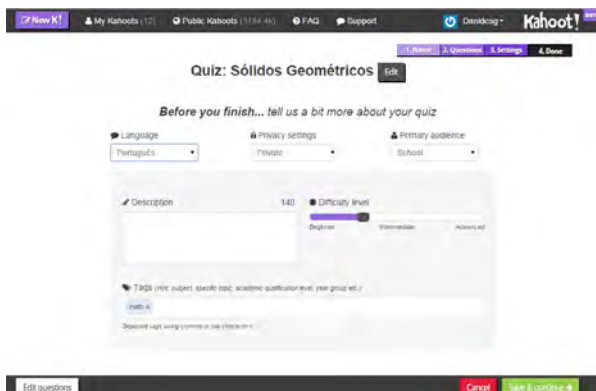 New K! My Kahoots (12) Public Kahoots FAQ Support Kahoot!
1. Name 2. Questions 3. Settings 4. Done
Quiz: Sólidos Geométricos Edit
Before you finish... tell us a bit more about your quiz
Language Privacy settings Primary audience
Português Private School
Description 140 Difficulty level
Beginner Intermediate Advanced
Tags (mix: subject, specific topic, academic qualification level, year group etc.)
Separate tags using comma or tab
Edit questions Cancel Save & continue